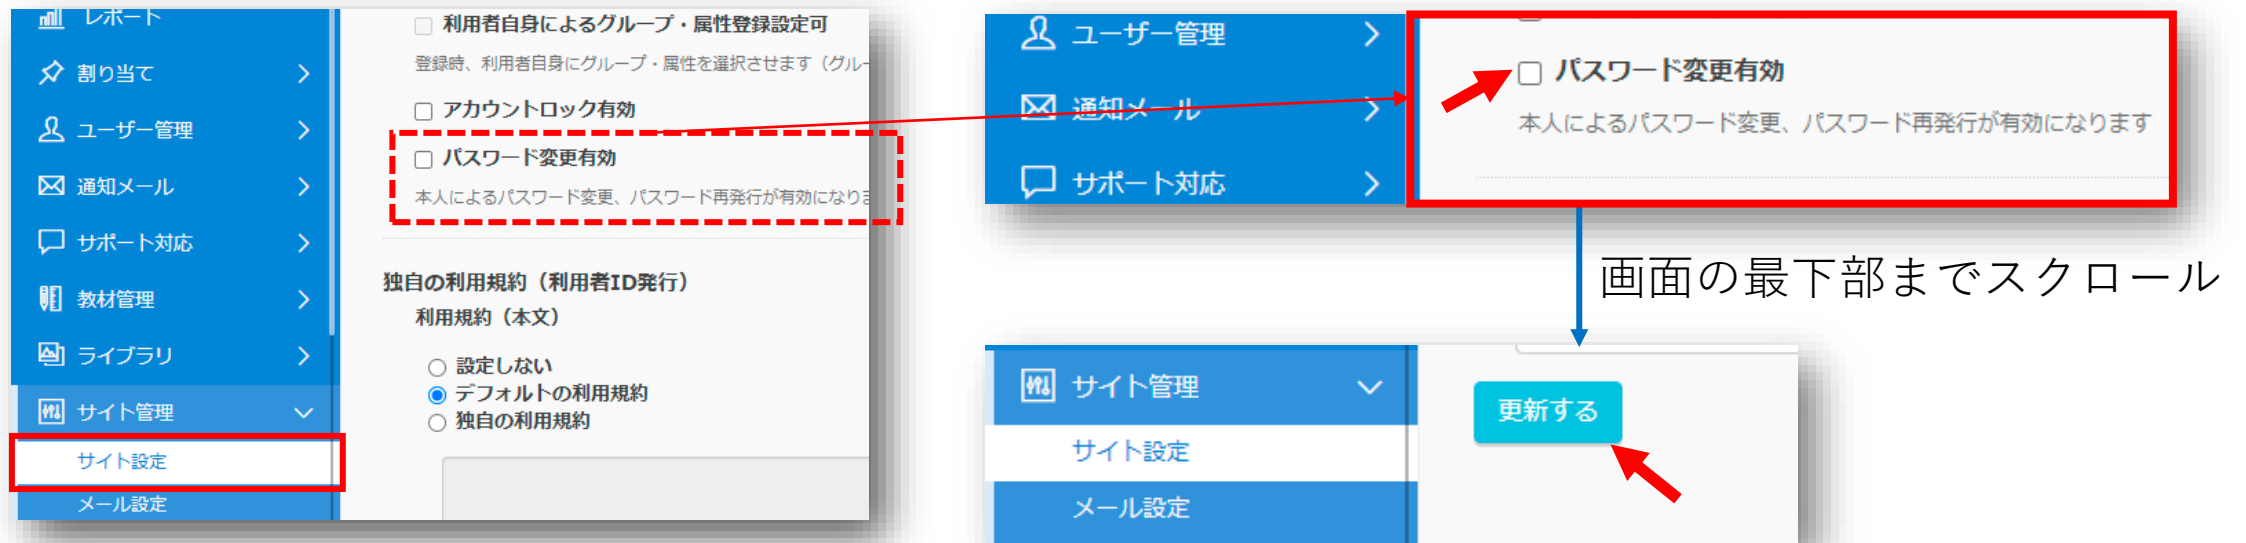 レポート
割り当て
ユーザー管理
通知メール
サポート対応
教材管理
ライブラリ
サイト管理
サイト設定
メール設定
利用者自身によるグループ・属性登録設定可
登録時、利用者自身にグループ・属性を選択させます（グルー
アカウントロック有効
パスワード変更有効
本人によるパスワード変更、パスワード再発行が有効になりま
独自の利用規約（利用者ID発行）
利用規約（本文）
設定しない
デフォルトの利用規約
独自の利用規約
ユーザー管理
通知メール
サポート対応
パスワード変更有効
本人によるパスワード変更、パスワード再発行が有効になります
画面の最下部までスクロール
サイト管理
サイト設定
メール設定
更新する